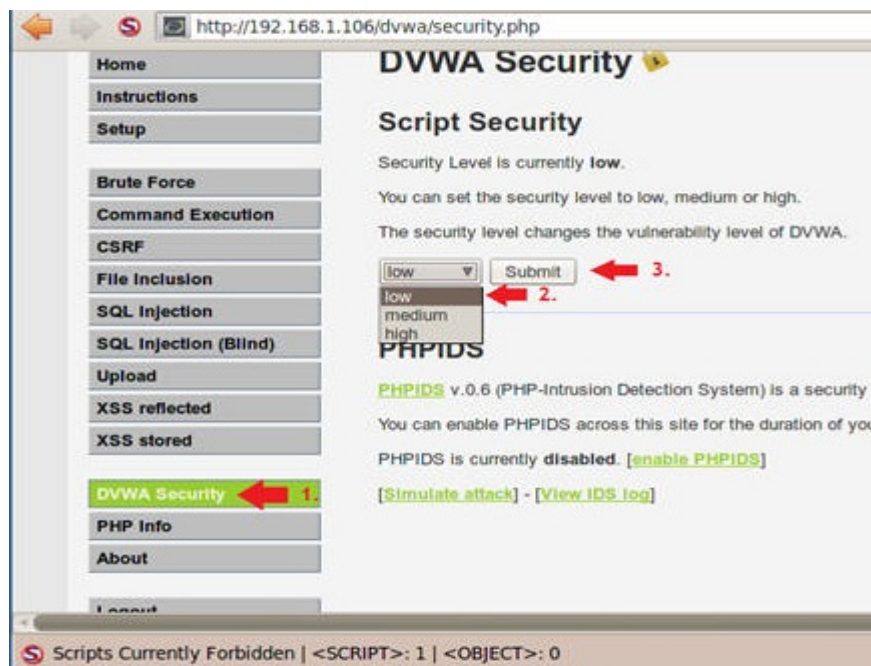 http://192.168.1.106/dvwa/security.php
Home
Instructions
Setup
Brute Force
Command Execution
CSRF
File Inclusion
SQL Injection
SQL Injection (Blind)
Upload
XSS reflected
XSS stored
DVWA Security 1.
PHP Info
About
Logout
DVWA Security
Script Security
Security Level is currently low.
You can set the security level to low, medium or high.
The security level changes the vulnerability level of DVWA.
low Submit 3.
low 2.
medium
high
PHPIDS
PHPIDS v.0.6 (PHP-Intrusion Detection System) is a security
You can enable PHPIDS across this site for the duration of you
PHPIDS is currently disabled. [enable PHPIDS]
[Simulate attack] - [View IDS log]
Scripts Currently Forbidden | <SCRIPT>: 1 | <OBJECT>: 0